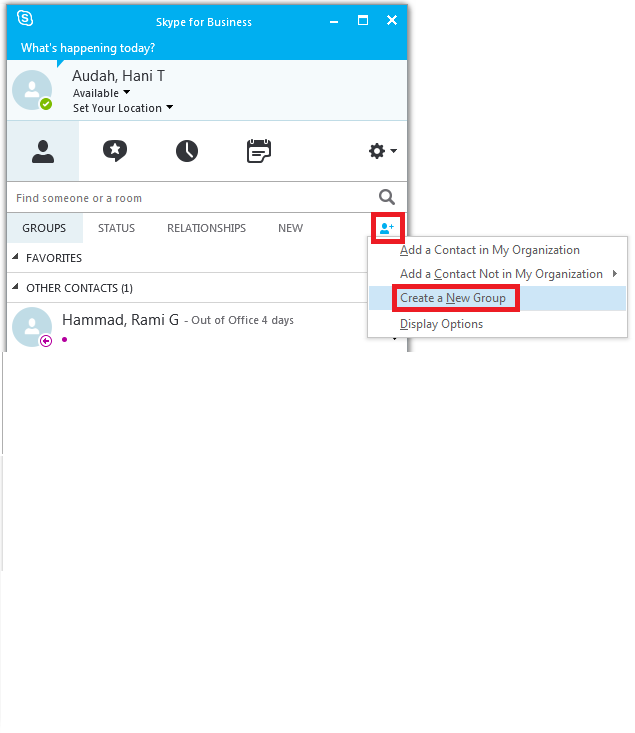 Skype for Business
What's happening today?
Audah, Hani T
Available
Set Your Location
Find someone or a room
GROUPS STATUS RELATIONSHIPS NEW
FAVORITES
OTHER CONTACTS (1)
Hammad, Rami G - Out of Office 4 days
Add a Contact in My Organization
Add a Contact Not in My Organization
Create a New Group
Display Options